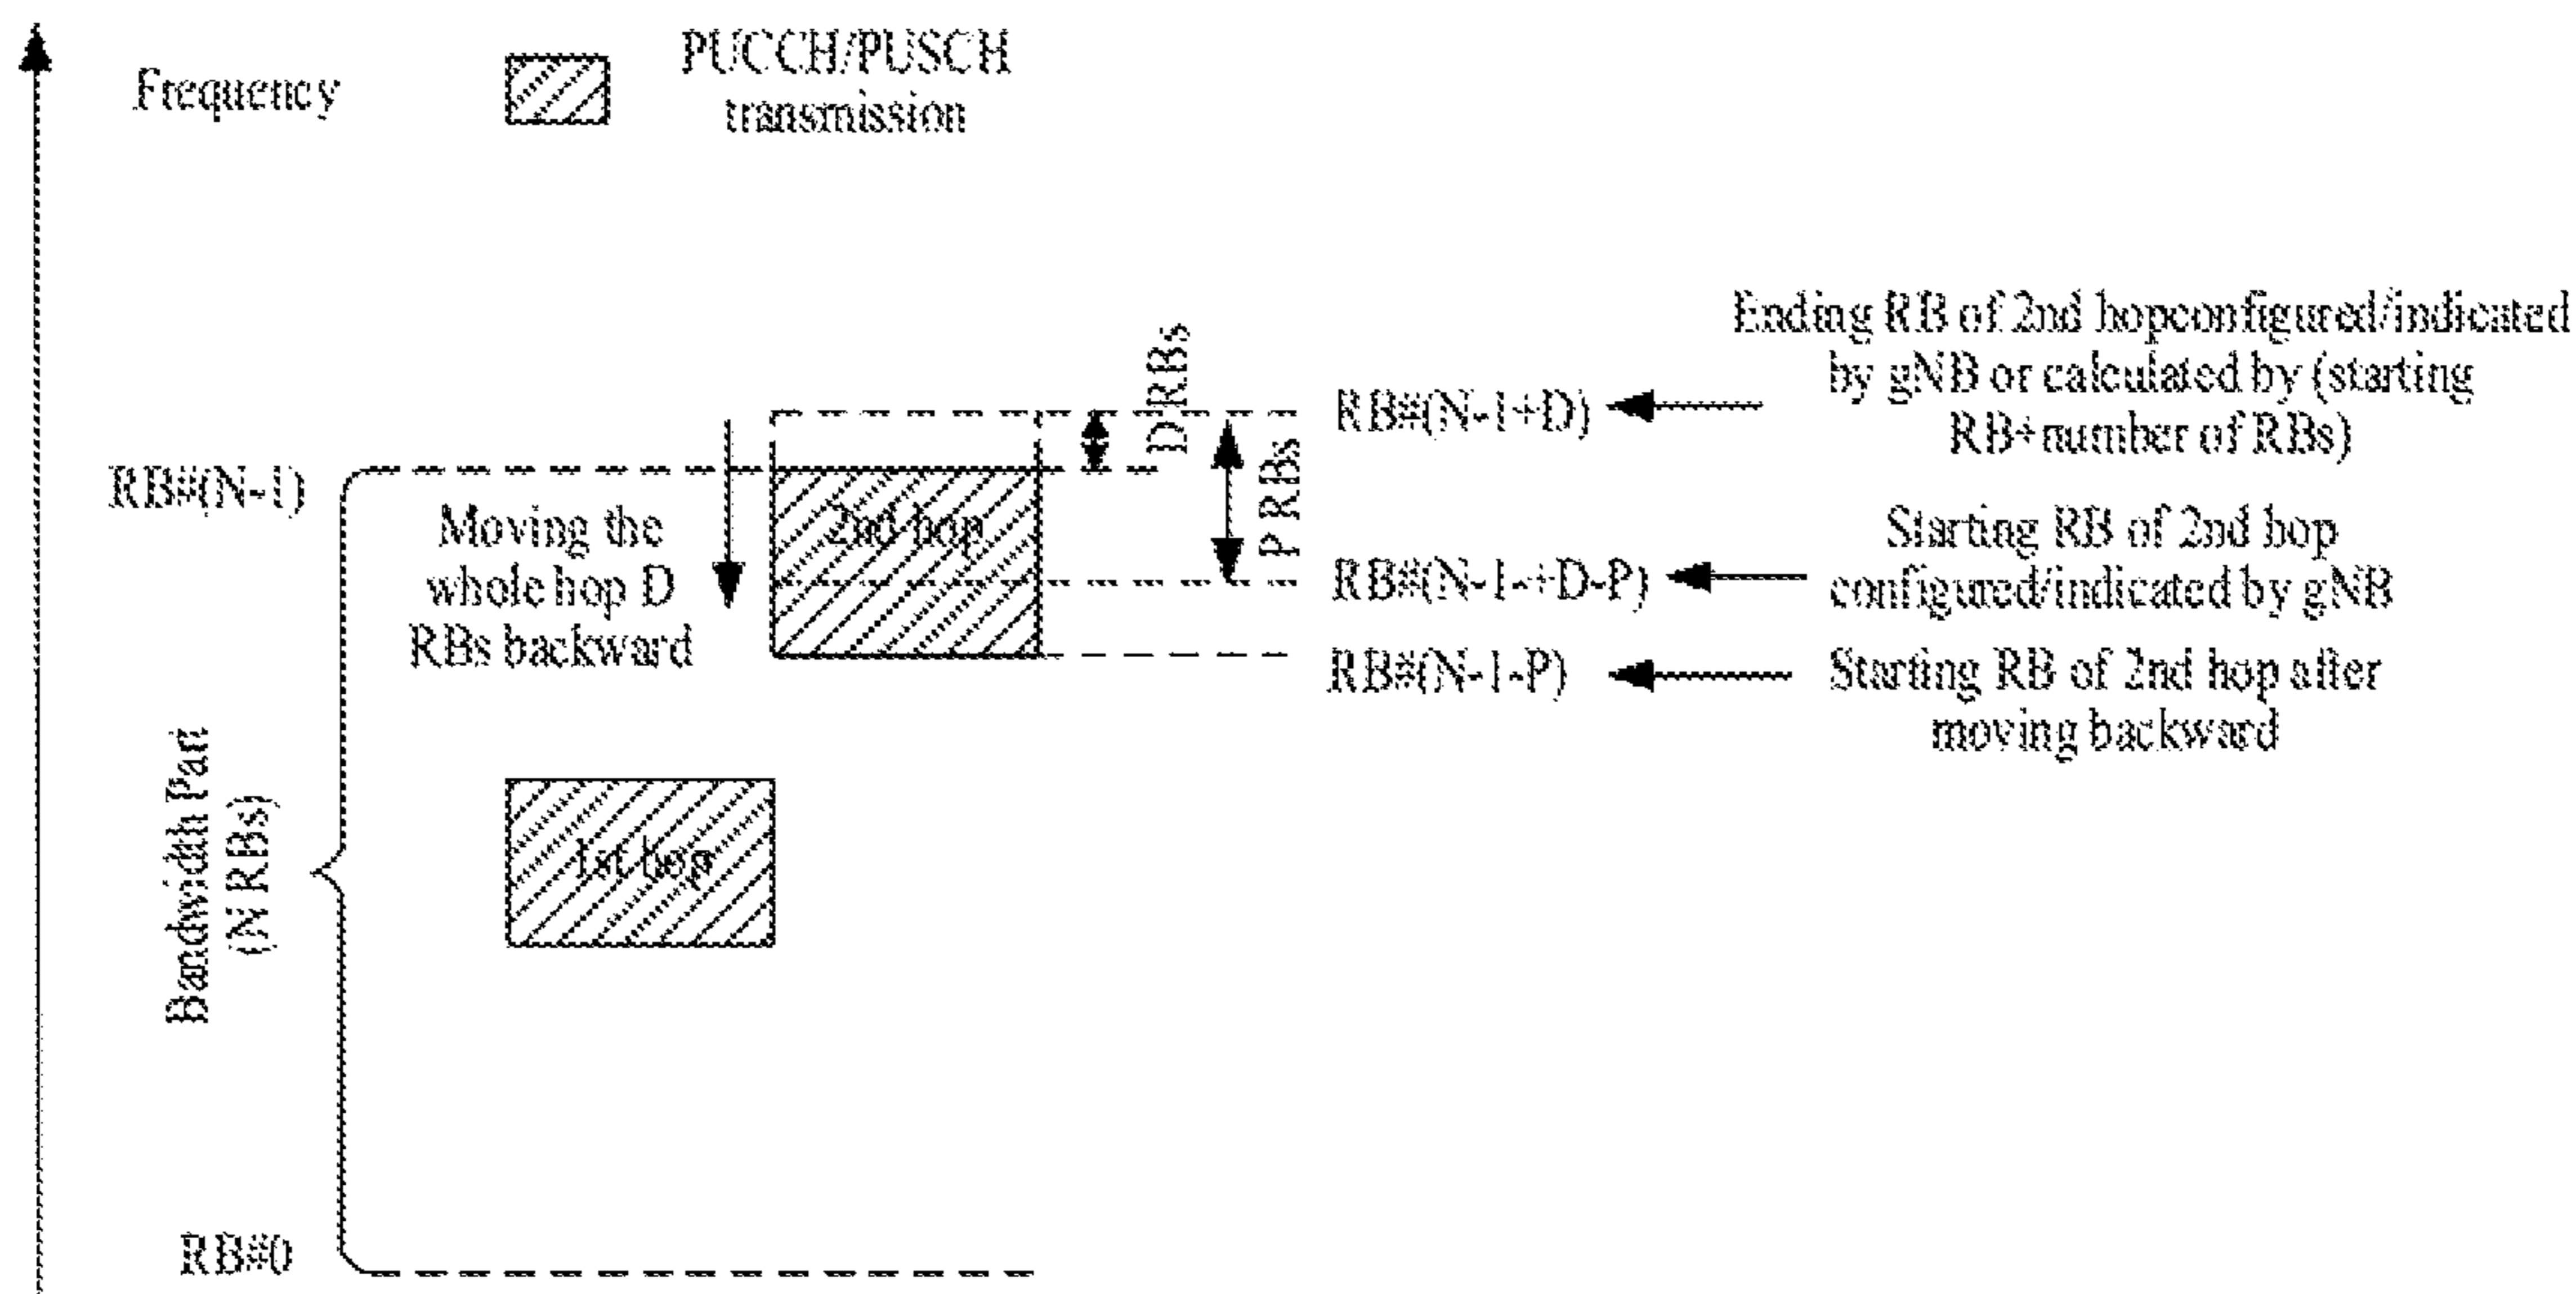 Frequency
PUCCH/PUSCH
transmission
D RBs
P RBs
RB#(N-1+D)
Ending RB of 2nd hopconfigured/indicated
by gNB or calculated by (starting
RB+number of RBs)
RB#(N-1)
Moving the
whole hop D
RBs backward
2nd hop
RB#(N-1-+D-P)
Starting RB of 2nd hop
configured/indicated by gNB
RB#(N-1-P)
Starting RB of 2nd hop after
moving backward
Bandwidth Part
(N RBs)
1st hop
RB#0